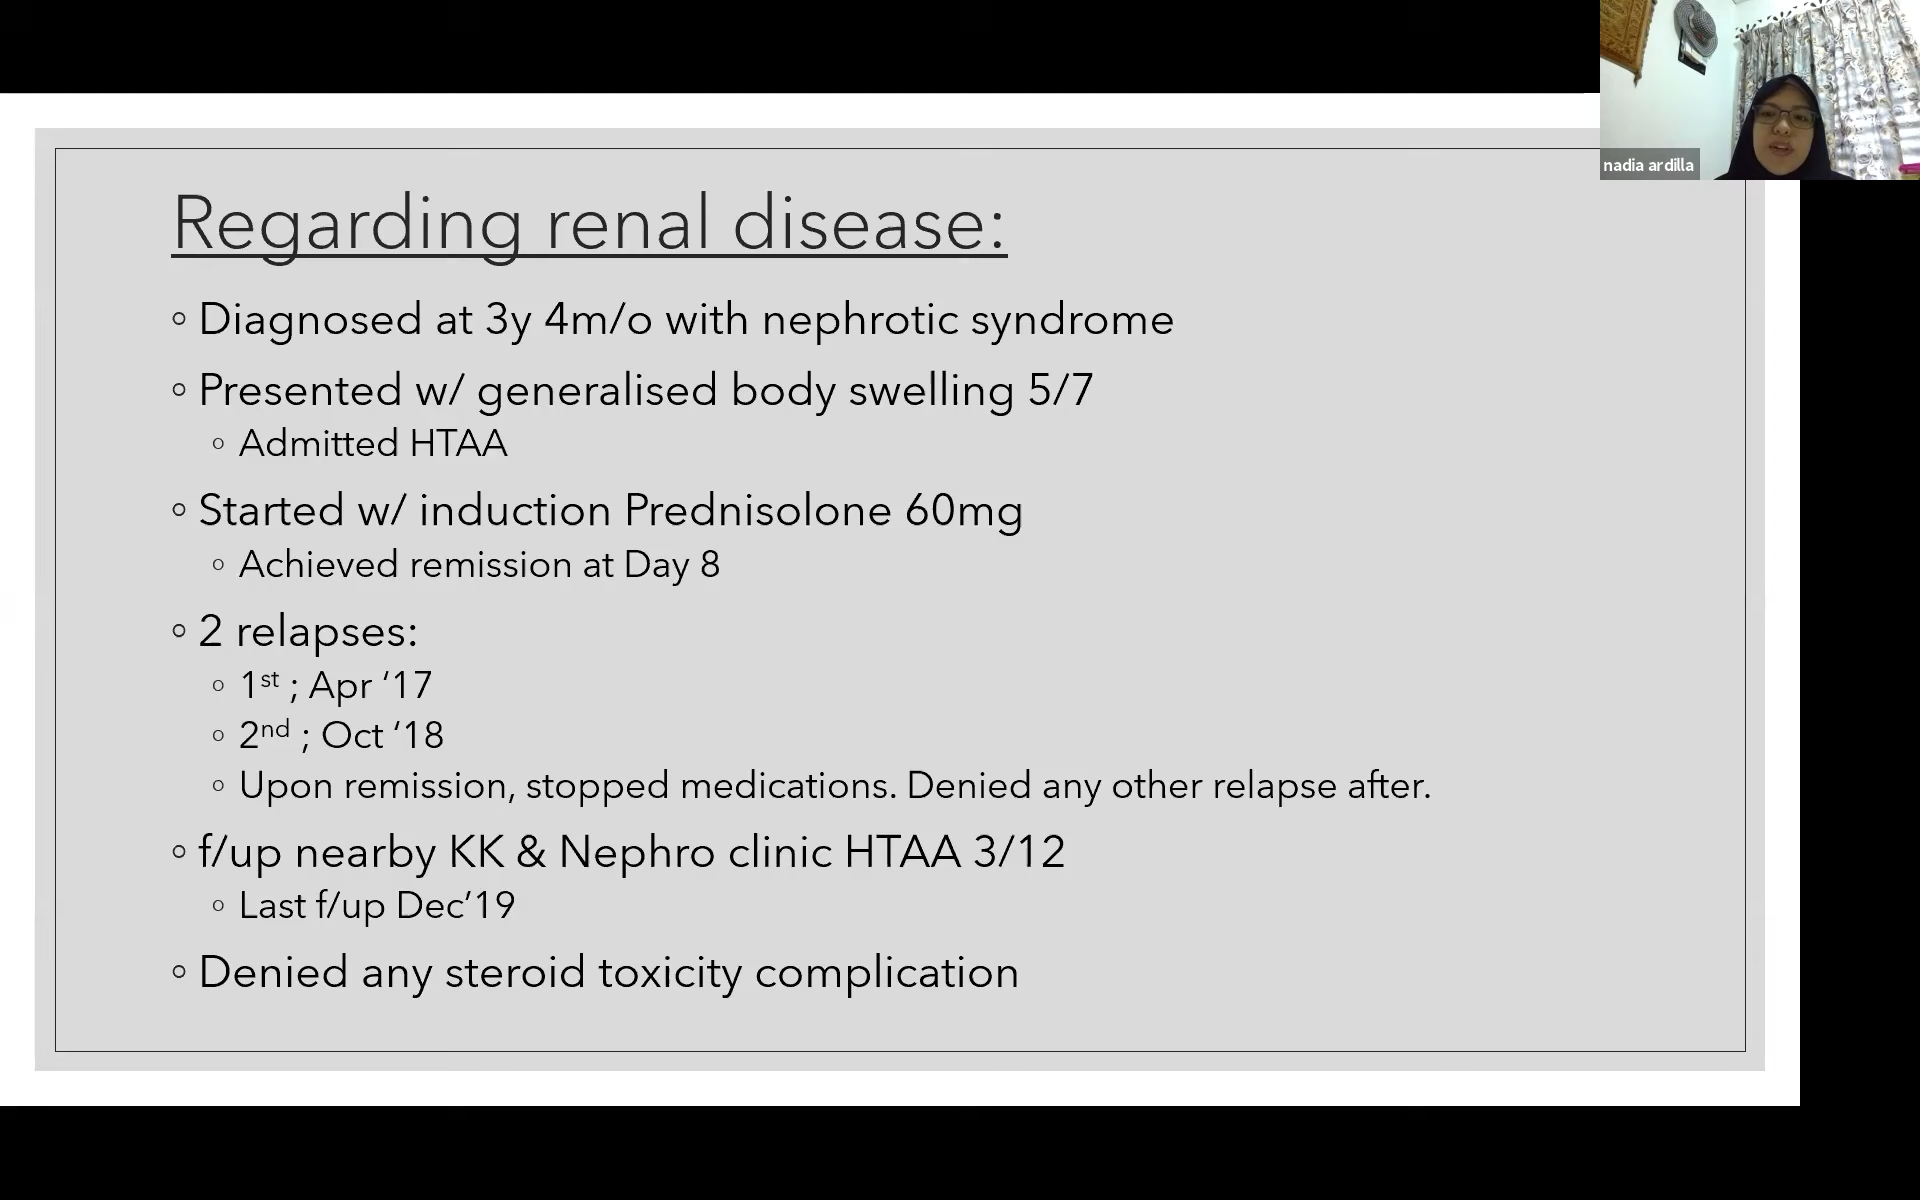 nadia ardilla
Regarding renal disease:
◦ Diagnosed at 3y 4m/o with nephrotic syndrome
◦ Presented w/ generalised body swelling 5/7
◦ Admitted HTAA
◦ Started w/ induction Prednisolone 60mg
◦ Achieved remission at Day 8
◦ 2 relapses:
◦ 1st ; Apr ‘17
◦ 2nd ; Oct ‘18
◦ Upon remission, stopped medications. Denied any other relapse after.
◦ f/up nearby KK & Nephro clinic HTAA 3/12
◦ Last f/up Dec’19
◦ Denied any steroid toxicity complication